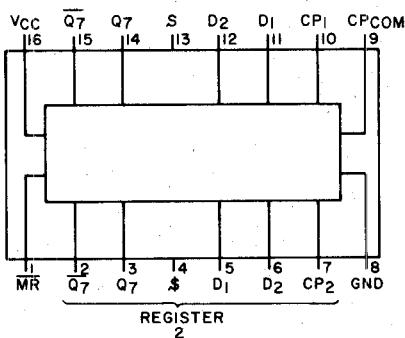 VCC Q̅7̅ Q7 S D2 D1 CP1 CPCOM
16 15 14 13 12 11 10 9
1 2 3 4 5 6 7 8
M̅R̅ Q̅7̅ Q7 $ D1 D2 CP2 GND
REGISTER
2